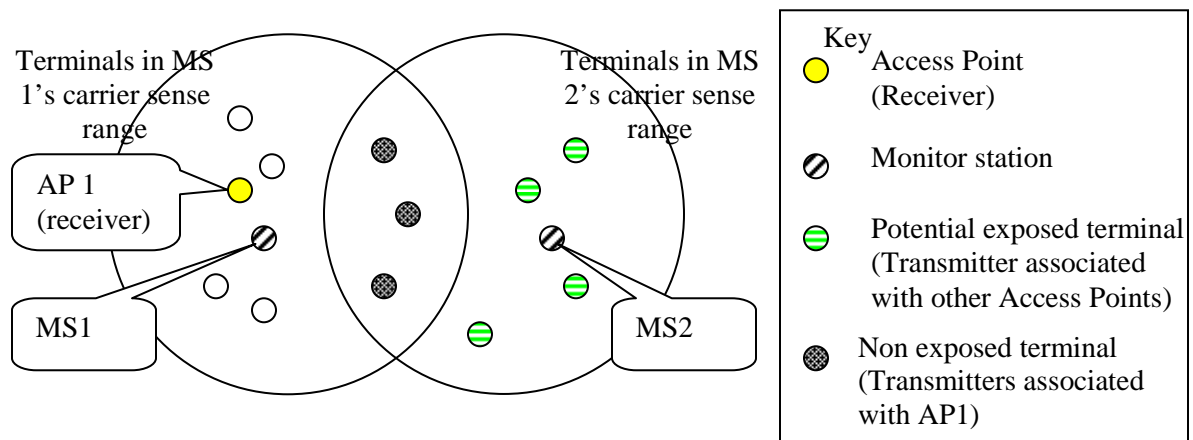 Terminals in MS
1's carrier sense
range
Terminals in MS
2's carrier sense
range
AP 1
(receiver)
MS1
MS2
Key
Access Point
(Receiver)
Monitor station
Potential exposed terminal
(Transmitter associated
with other Access Points)
Non exposed terminal
(Transmitters associated
with AP1)